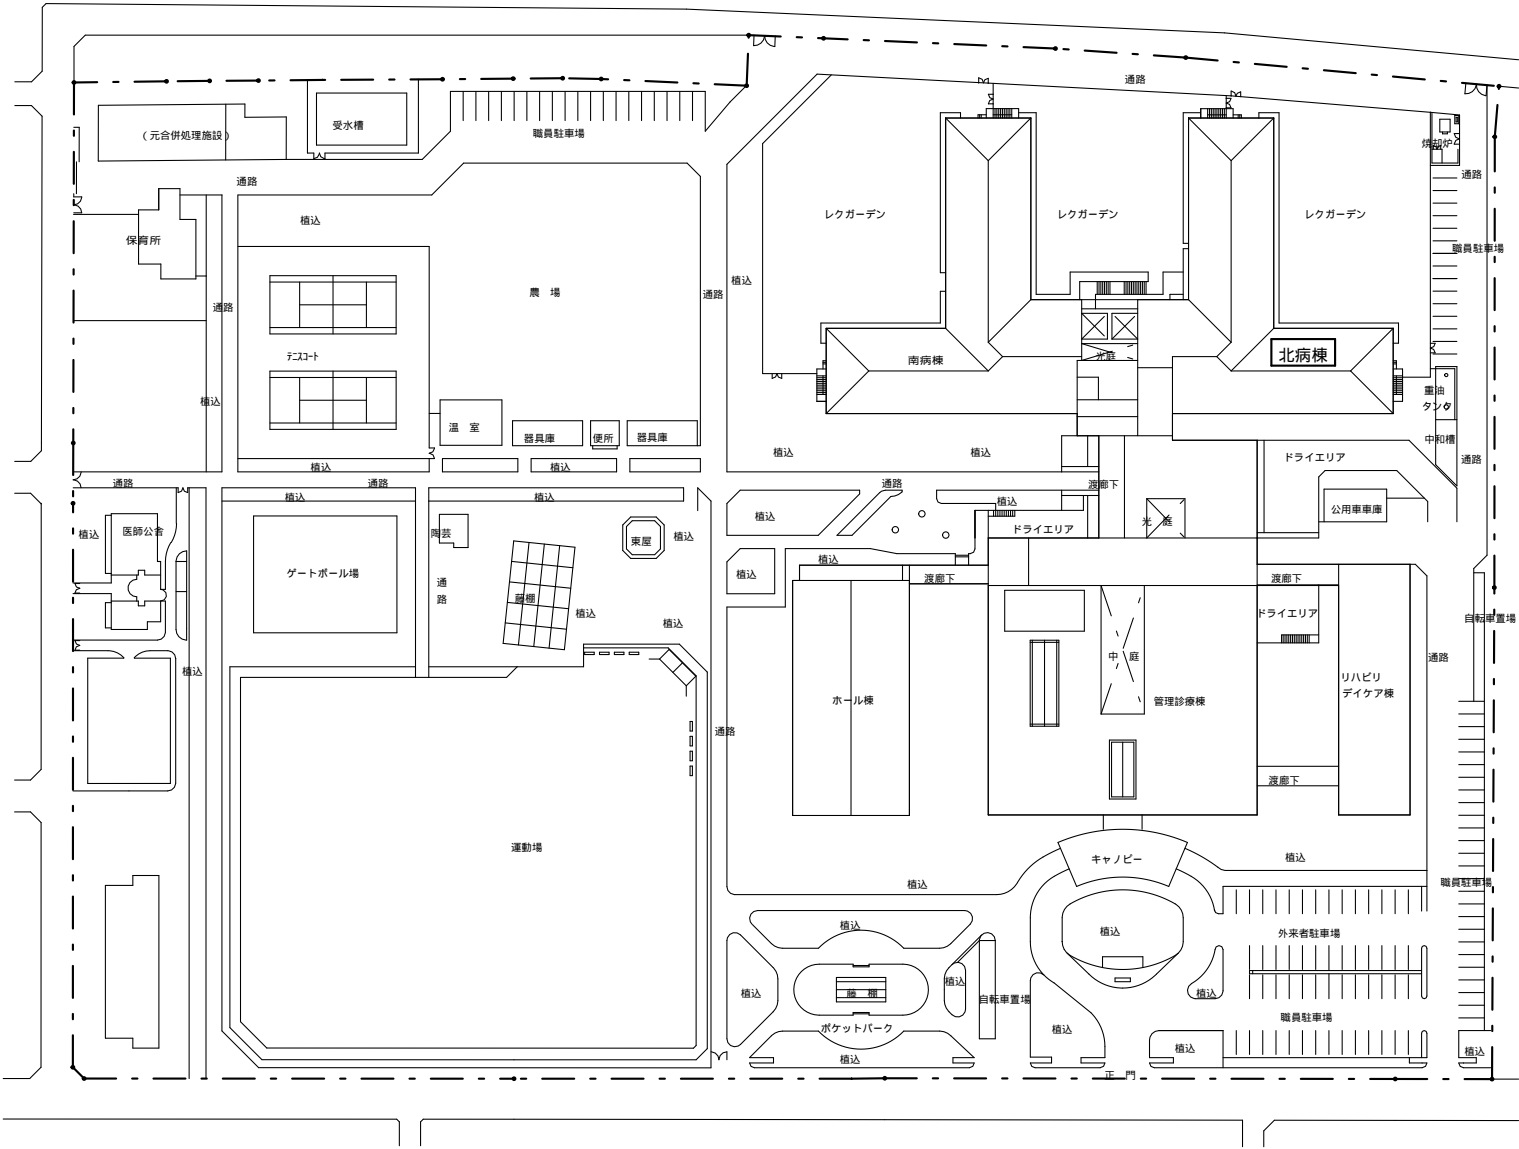 通路
（元合併処理施設）
受水槽
職員駐車場
焼却炉
通路
通路
植込
レクガーデン
レクガーデン
レクガーデン
保育所
職員駐車場
植込
農　場
通路
通路
テニスコート
南病棟
光庭
北病棟
重油
タンク
植込
温　室
器具庫
便所
器具庫
中和槽
植込
植込
植込
植込
ドライエリア
通路
通路
通路
通路
渡廊下
植込
植込
植込
公用車車庫
植込
医師公舎
陶芸
東屋
植込
植込
ドライエリア
光　庭
ゲートボール場
通
路
藤棚
植込
植込
植込
植込
渡廊下
渡廊下
ドライエリア
自転車置場
植込
中　庭
通路
植込
ホール棟
管理診療棟
リハビリ
デイケア棟
通路
渡廊下
運動場
キャノピー
植込
植込
職員駐車場
植込
植込
外来者駐車場
植込
藤　棚
植込
自転車置場
植込
ポケットパーク
植込
職員駐車場
植込
植込
植込
正　門